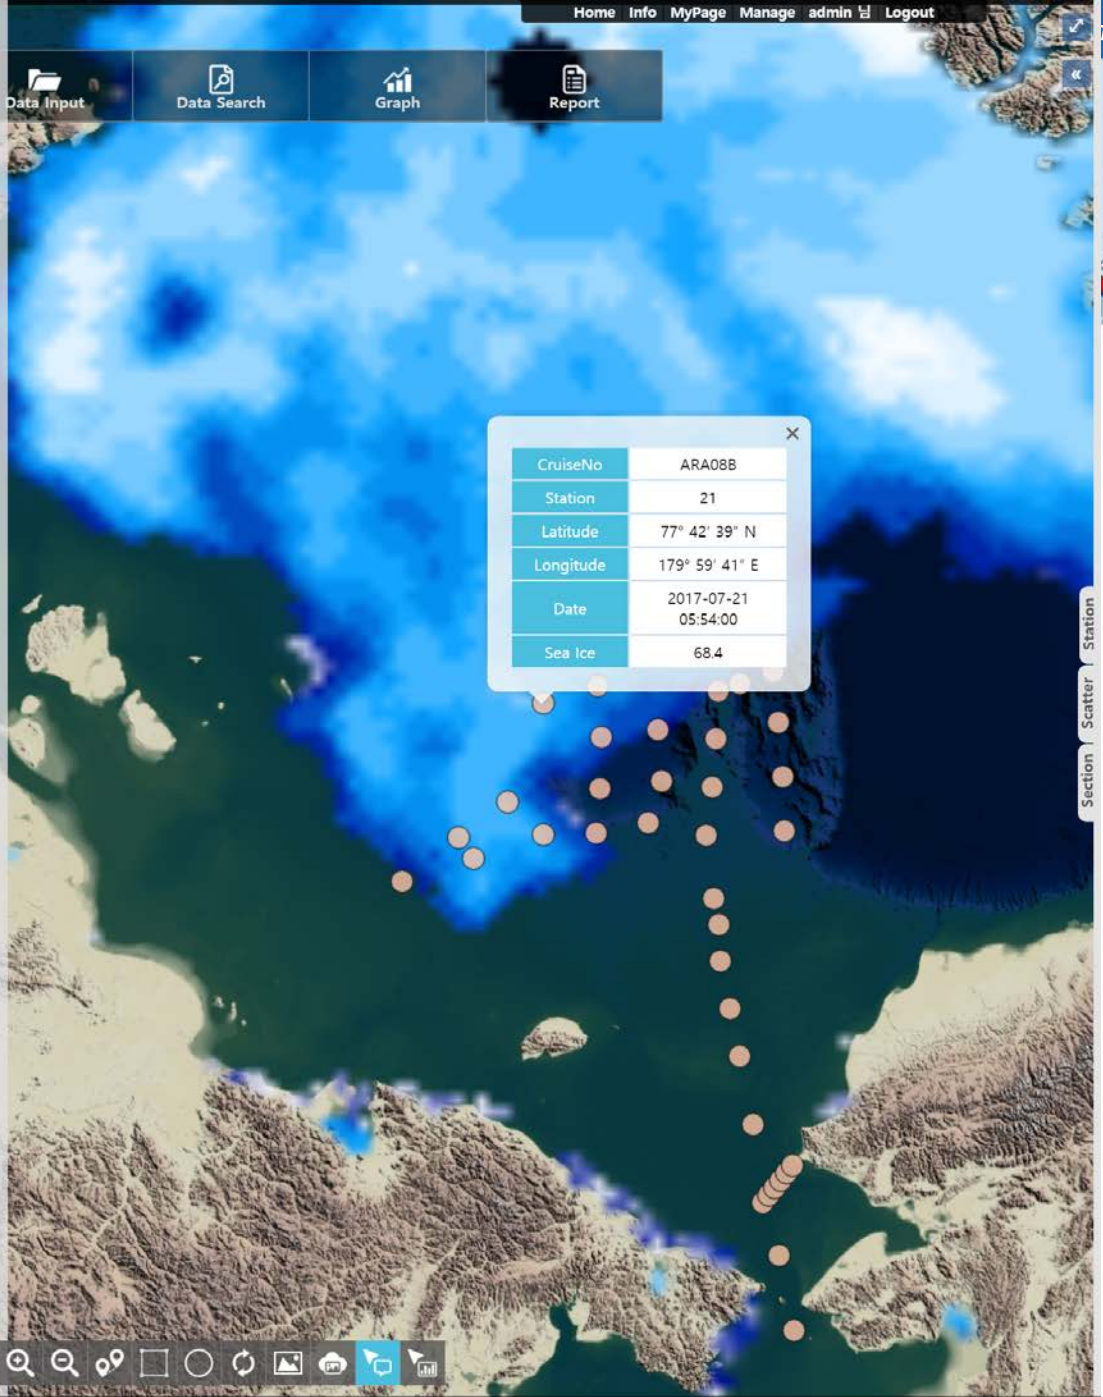 Home Info MyPage Manage admin 님 Logout
Data Input Data Search Graph Report
CruiseNo ARA08B
Station 21
Latitude 77° 42' 39" N
Longitude 179° 59' 41" E
Date 2017-07-21
05:54:00
Sea Ice 68.4
Station
Scatter
Section